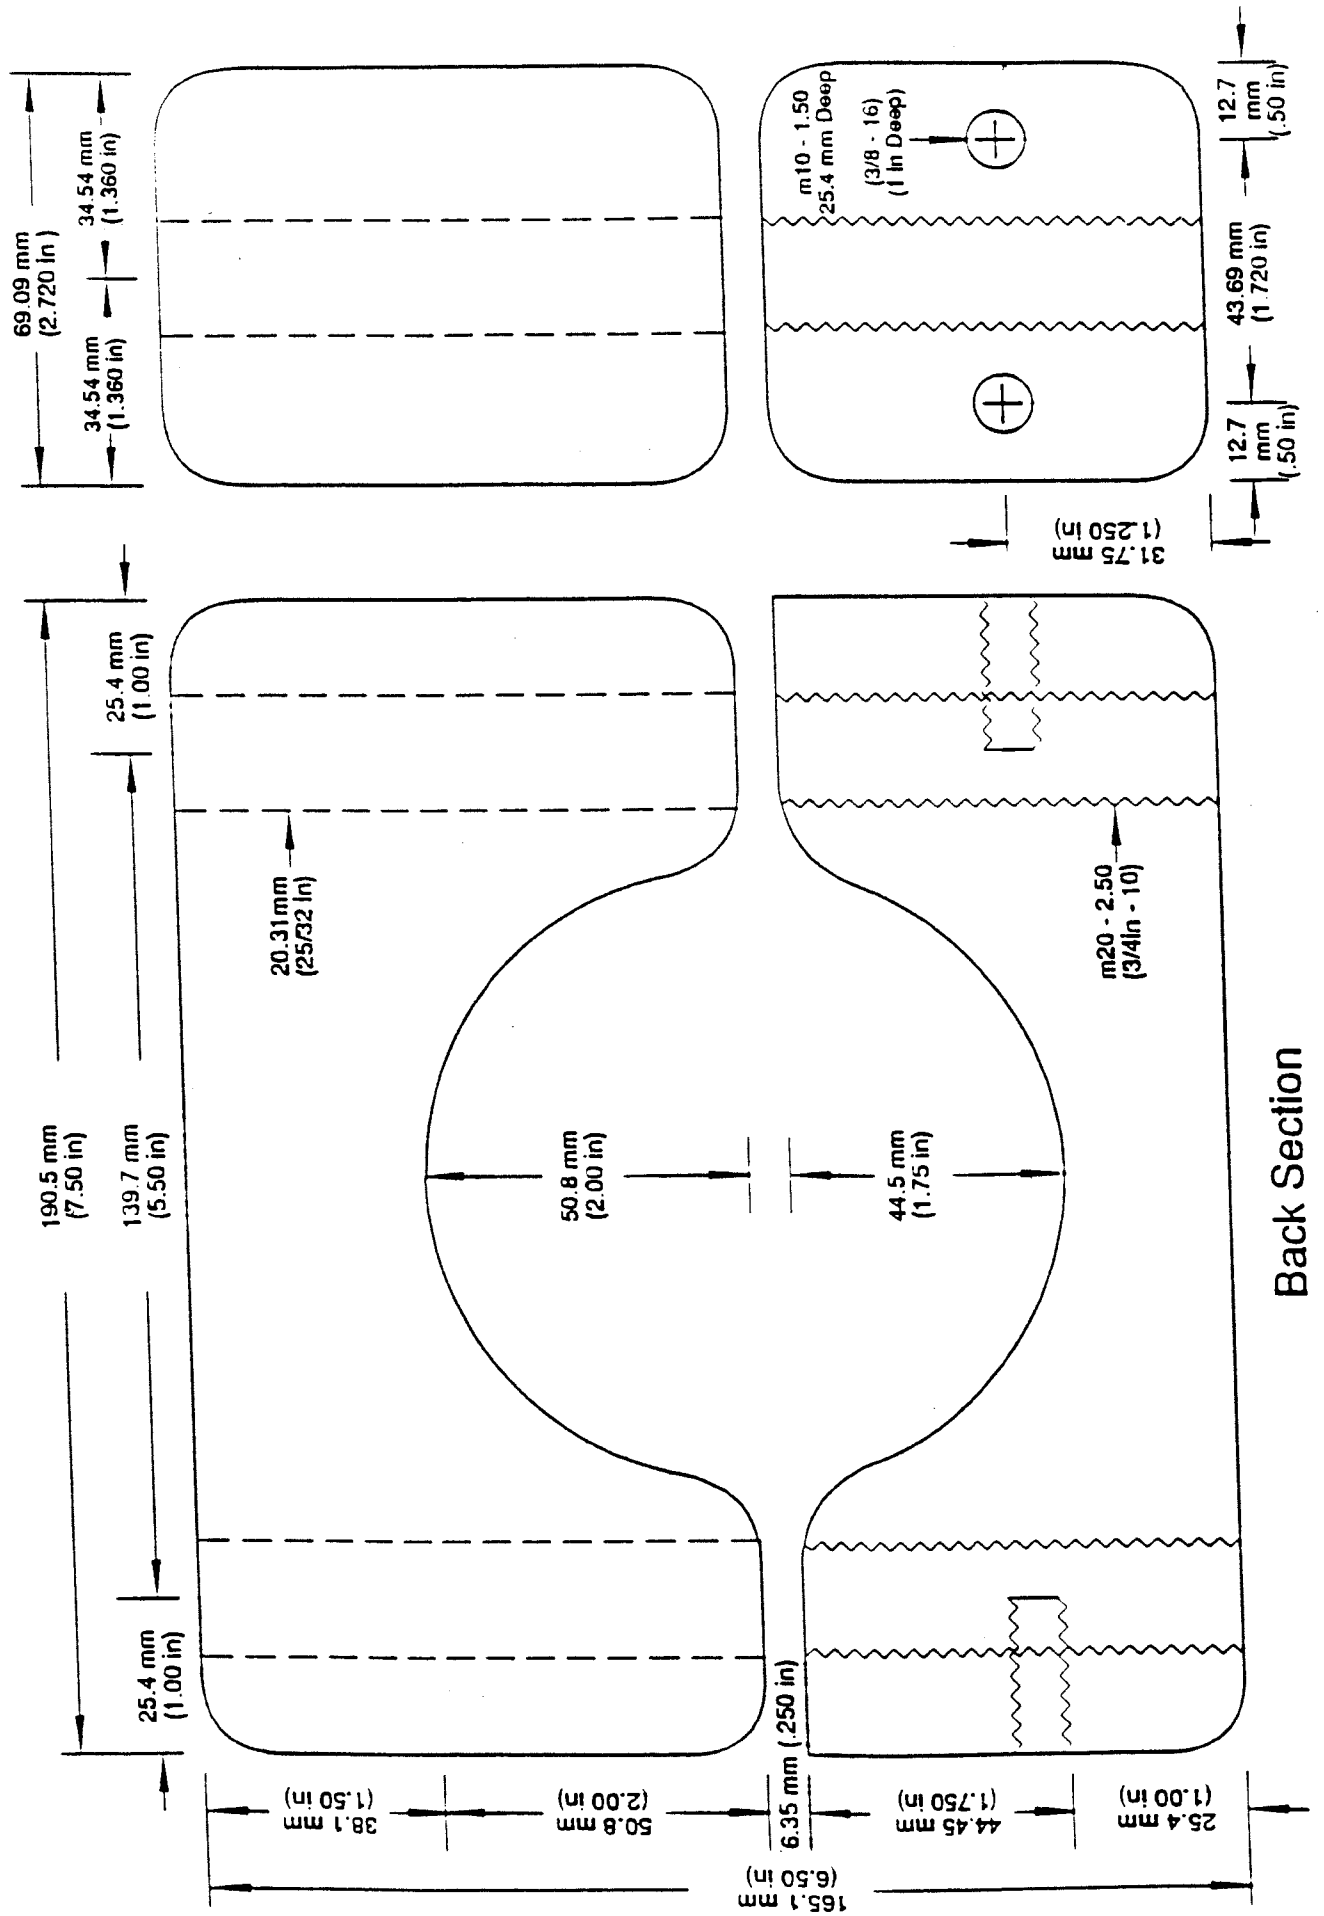 190.5 mm
(7.50 in)
139.7 mm
(5.50 in)
25.4 mm
(1.00 in)
25.4 mm
(1.00 in)
69.09 mm
(2.720 in )
34.54 mm
(1.360 in)
34.54 mm
(1.360 in)
20.31mm
(25/32 in)
50.8 mm
(2.00 in)
44.5 mm
(1.75 in)
m20 - 2.50
(3/4in - 10)
m10 - 1.50
25.4 mm Deep
(3/8 - 16)
(1 in Deep)
12.7
mm
(.50 in)
43.69 mm
(1.720 in)
12.7
mm
(.50 in)
31.75 mm
(1.250 in)
38.1 mm
(1.50 in)
50.8 mm
(2.00 in)
6.35 mm (.250 in)
44.45 mm
(1.750 in)
25.4 mm
(1.00 in)
165.1 mm
(6.50 in)
Back Section